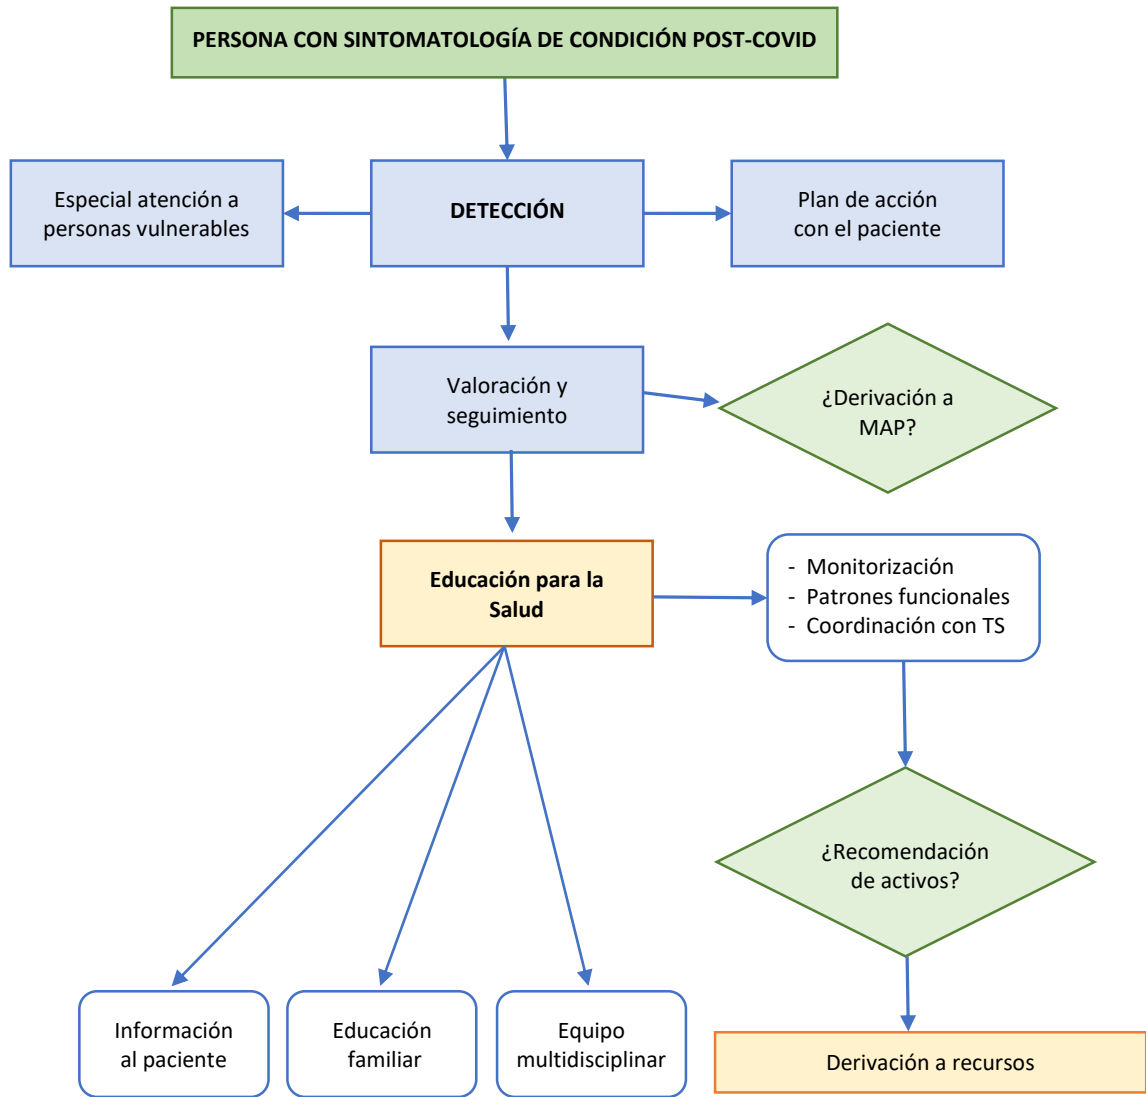 PERSONA CON SINTOMATOLOGÍA DE CONDICIÓN POST-COVID
Especial atención a
personas vulnerables
DETECCIÓN
Plan de acción
con el paciente
Valoración y
seguimiento
¿Derivación a
MAP?
Educación para la
Salud
- Monitorización
- Patrones funcionales
- Coordinación con TS
¿Recomendación
de activos?
Información
al paciente
Educación
familiar
Equipo
multidisciplinar
Derivación a recursos